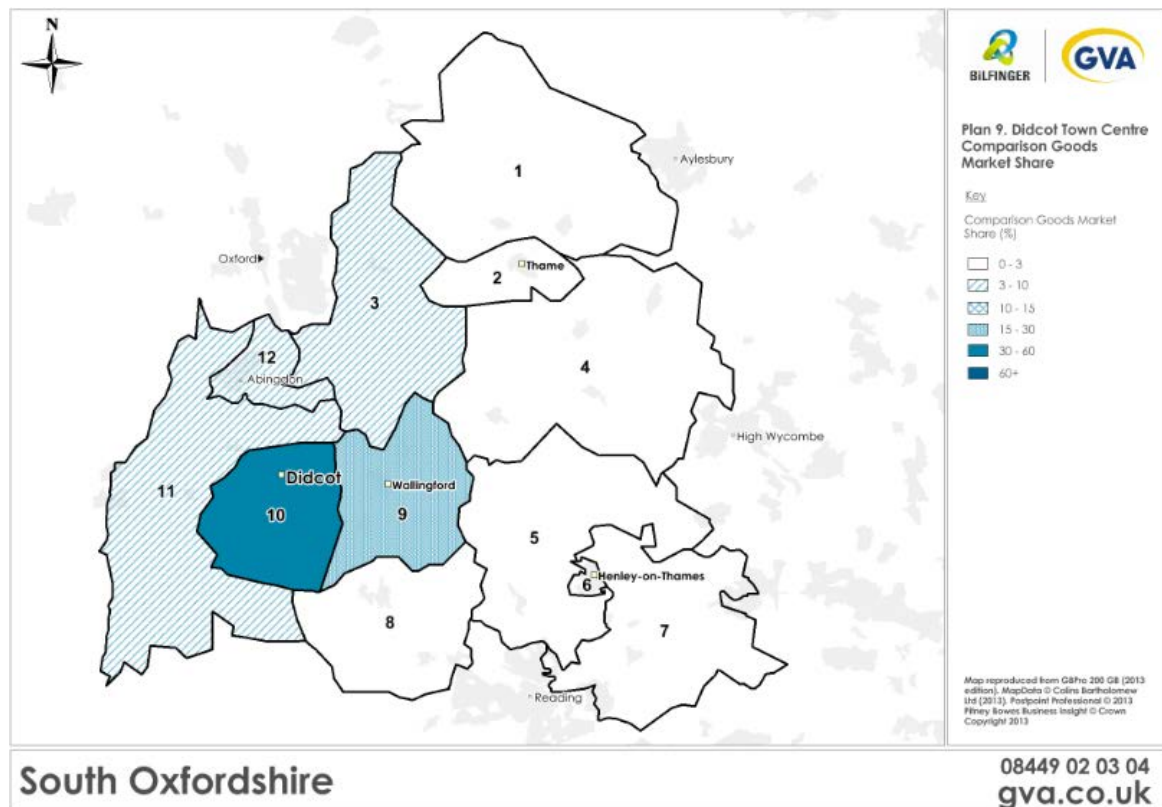 N
BILFINGER
GVA
Plan 9. Didcot Town Centre
Comparison Goods
Market Share
Key
Comparison Goods Market
Share (%)
0 - 3
3 - 10
10 - 15
15 - 30
30 - 60
60+
1
Aylesbury
Oxford
2
Thame
3
4
12
Abingdon
High Wycombe
Didcot
Wallingford
11
10
9
5
6
Henley-on-Thames
8
7
Reading
Map reproduced from GBPro 200 GB (2013
edition). MapData © Collins Bartholomew
Ltd (2013). Postpoint Professional © 2013
Pitney Bowes Business Insight © Crown
Copyright 2013
South Oxfordshire
08449 02 03 04
gva.co.uk